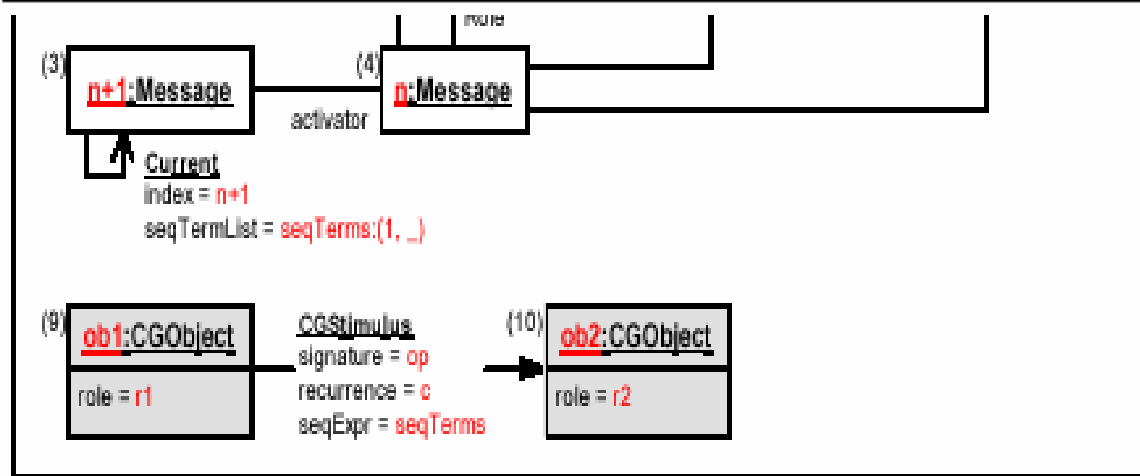 Role
(3)
n+1:Message
(4)
n:Message
activator
Current
index = n+1
seqTermList = seqTerms:(1, _)
(9)
ob1:CGObject
role = r1
CGStimulus
signature = op
recurrence = c
seqExpr = seqTerms
(10)
ob2:CGObject
role = r2